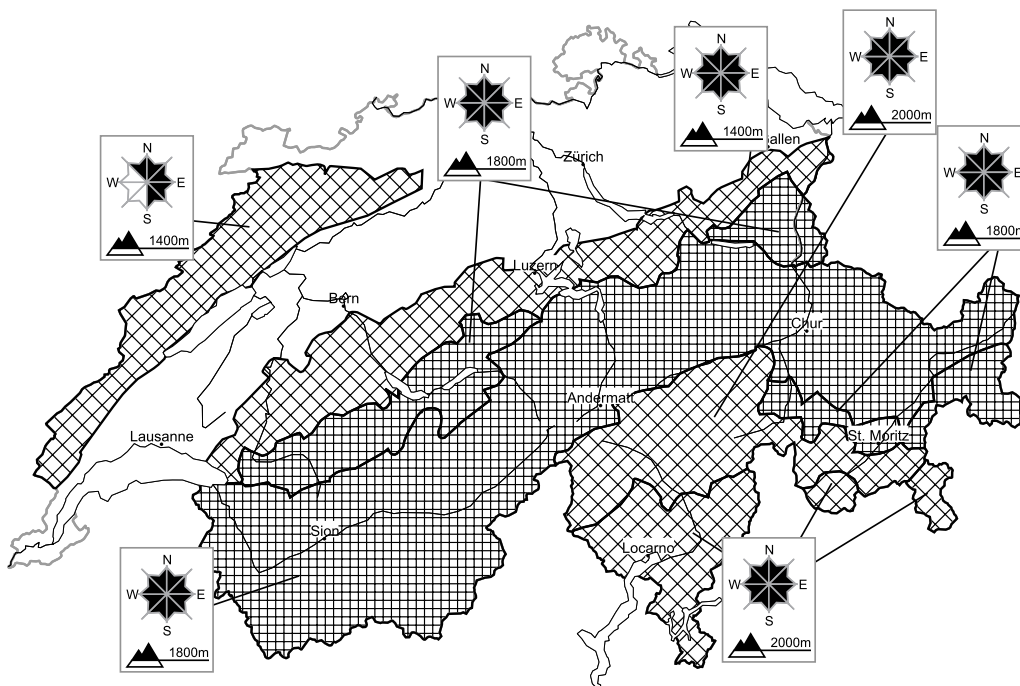 N
W E
S
2000m
N
W E
S
1400m
N
W E
S
1800m
N
W E
S
1800m
N
W E
S
1400m
allen
Zürich
Luzern
Bern
Chur
Andermatt
Lausanne
St. Moritz
Sion
Locarno
N
W E
S
1800m
N
W E
S
2000m